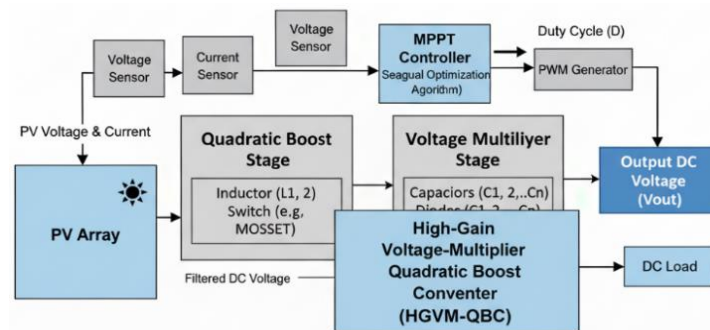 Voltage
Sensor
Current
Sensor
Voltage
Sensor
MPPT
Controller
Seagual Optimization
Agorithm)
Duty Cycle (D)
PWM Generator
PV Voltage & Current
PV Array
Quadratic Boost
Stage
Inductor (L1, 2)
Switch (e.g,
MOSSET)
Voltage Multiliyer
Stage
Capaciors (C1, 2,..Cn)
Output DC
Voltage
(Vout)
High-Gain
Voltage-Multiplier
Quadratic Boost
Conventer
(HGVM-QBC)
Filtered DC Voltage
DC Load